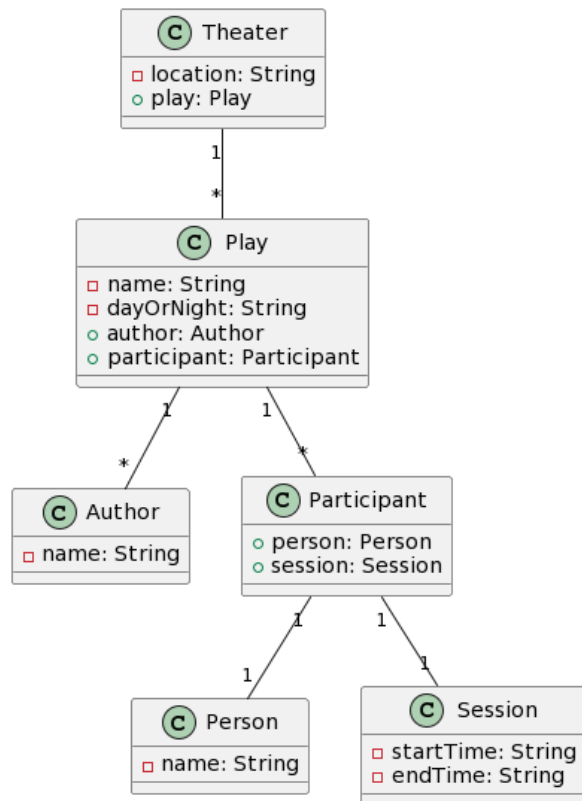 C Theater
location: String
play: Play
1
*
C Play
name: String
dayOrNight: String
author: Author
participant: Participant
1
1
*
*
C Author
name: String
C Participant
person: Person
session: Session
1
1
1
1
C Person
name: String
C Session
startTime: String
endTime: String